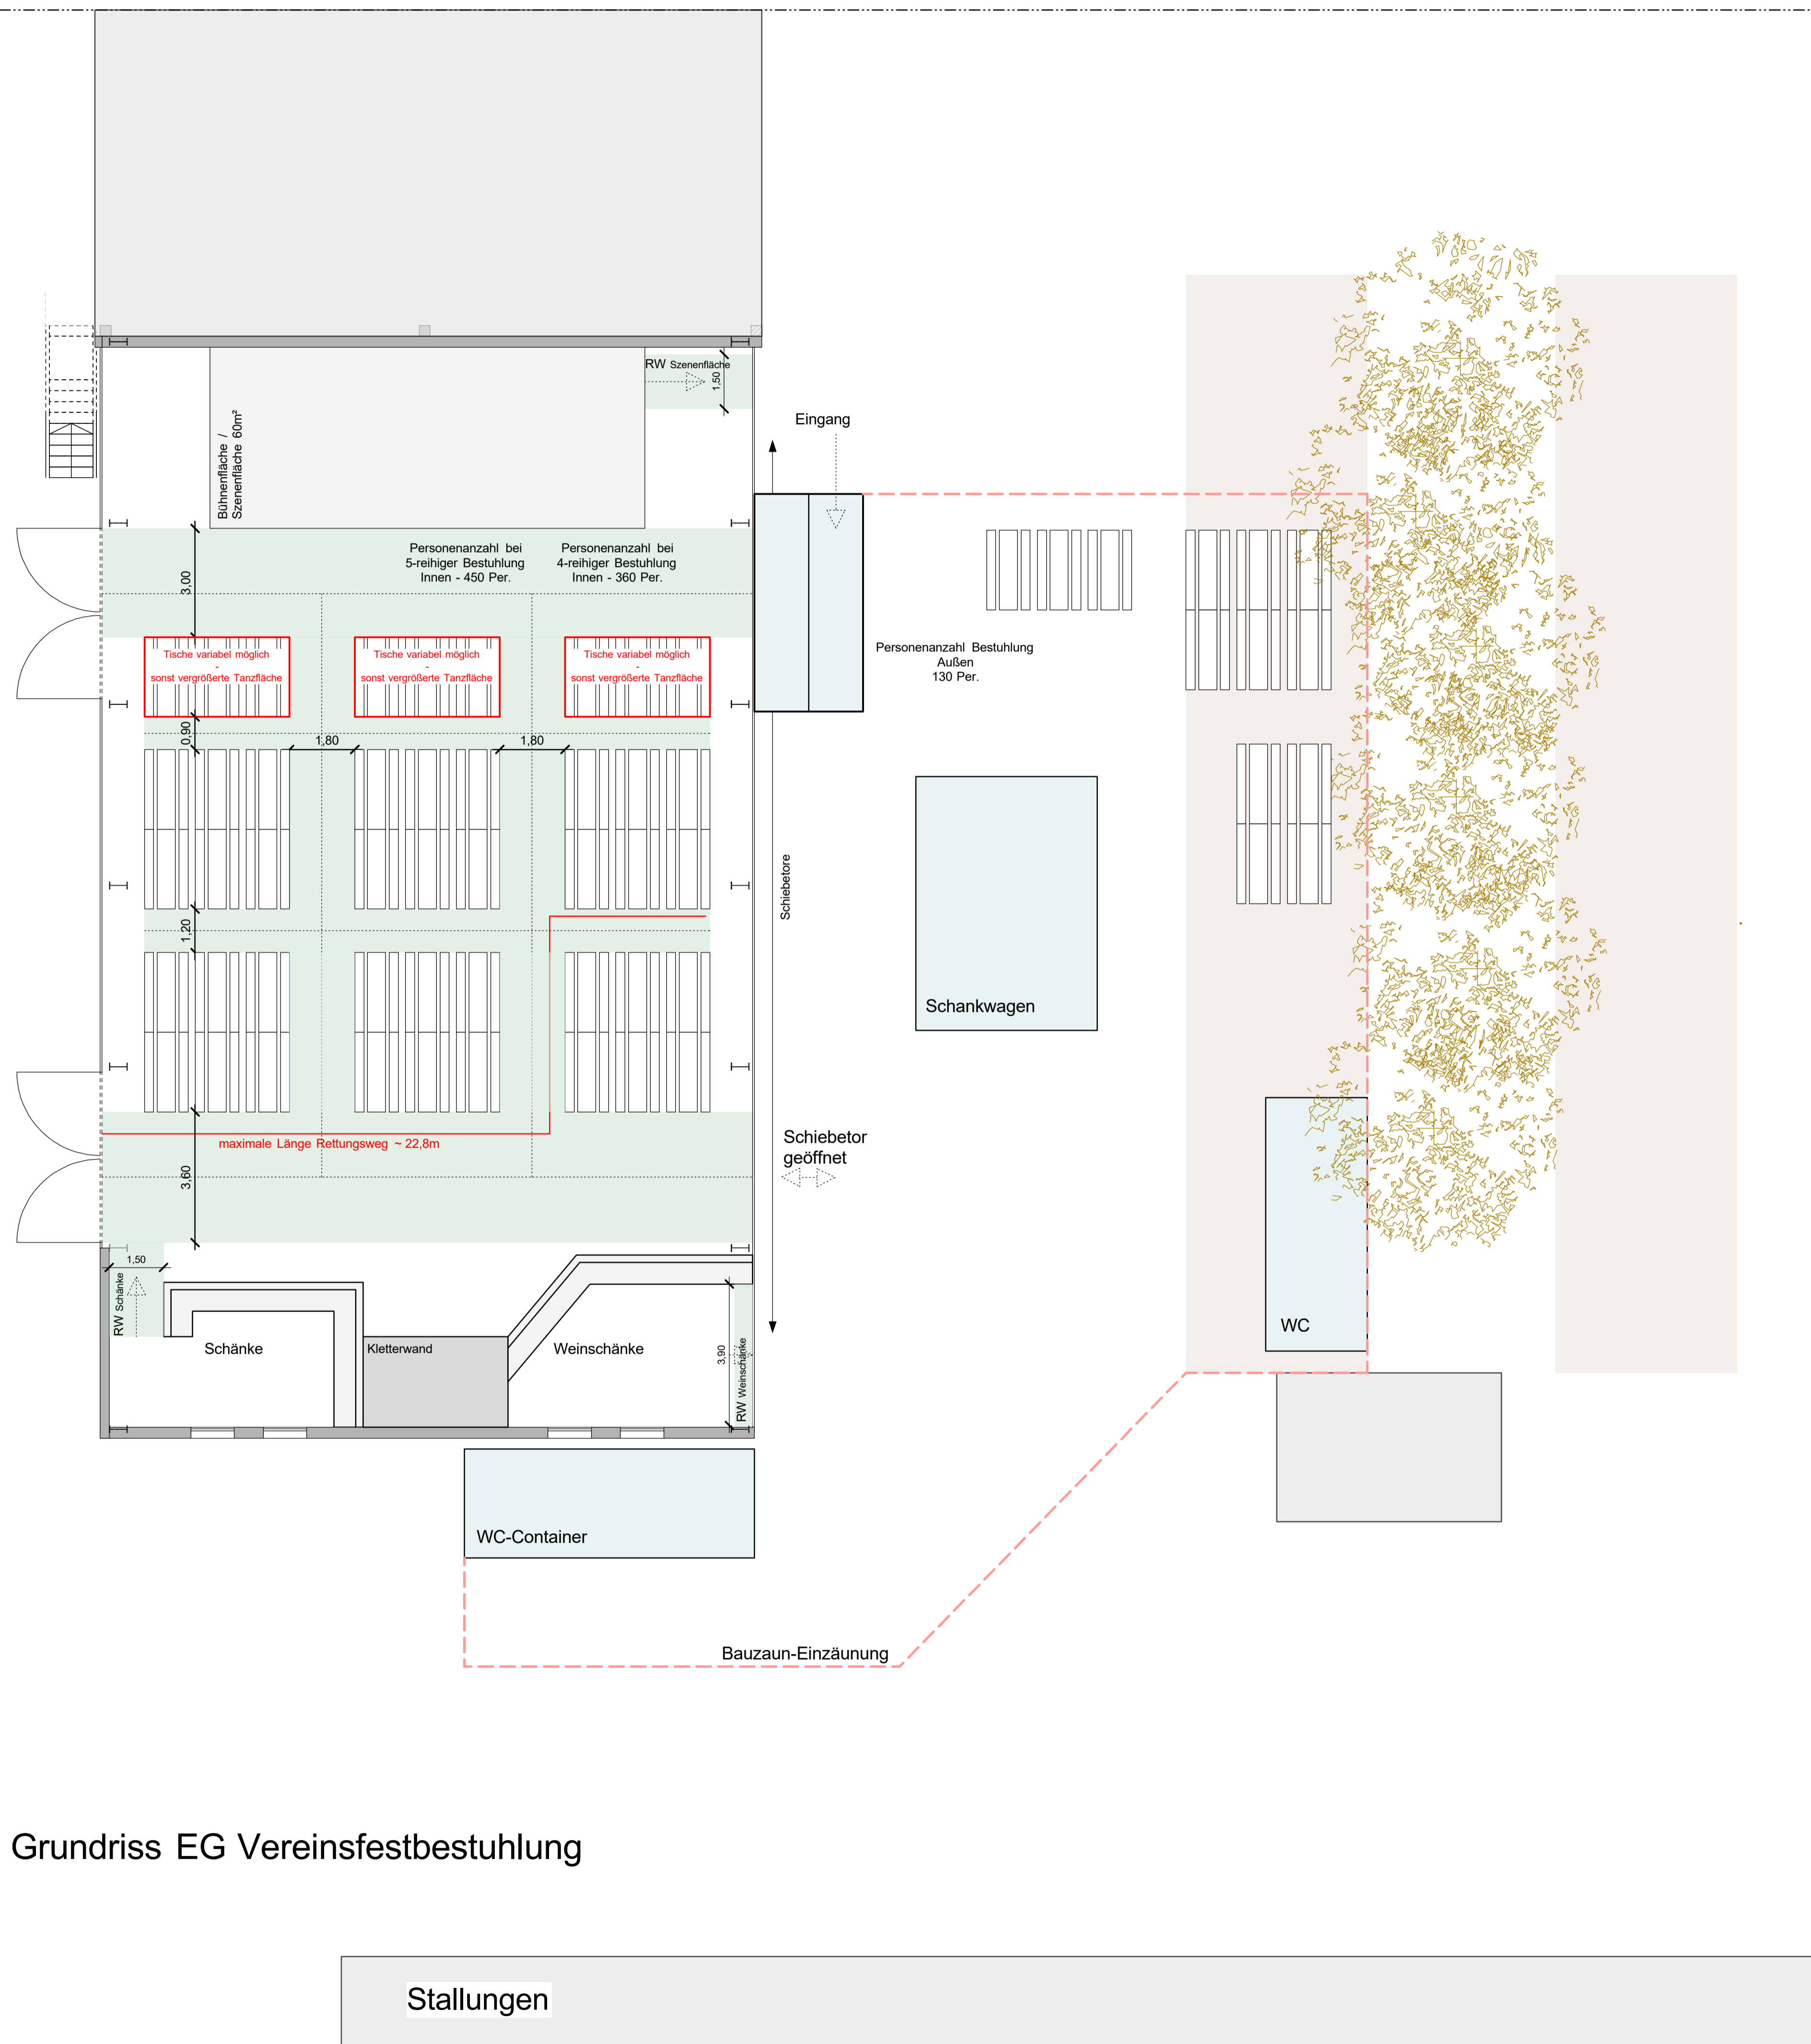 RW Szenenfläche
1,50
Bühnenfläche /
Szenenfläche 60m²
Eingang
Personenanzahl bei
5-reihiger Bestuhlung
Innen - 450 Per.
Personenanzahl bei
4-reihiger Bestuhlung
Innen - 360 Per.
3,00
Tische variabel möglich
-
sonst vergrößerte Tanzfläche
Tische variabel möglich
-
sonst vergrößerte Tanzfläche
Tische variabel möglich
-
sonst vergrößerte Tanzfläche
Personenanzahl Bestuhlung
Außen
130 Per.
0,90
1,80
1,80
Schiebetore
1,20
Schankwagen
maximale Länge Rettungsweg ~ 22,8m
Schiebetor
geöffnet
3,60
1,50
RW Schänke
Schänke
Kletterwand
Weinschänke
3,90
RW Weinschänke
WC
WC-Container
Bauzaun-Einzäunung
Grundriss EG Vereinsfestbestuhlung
Stallungen